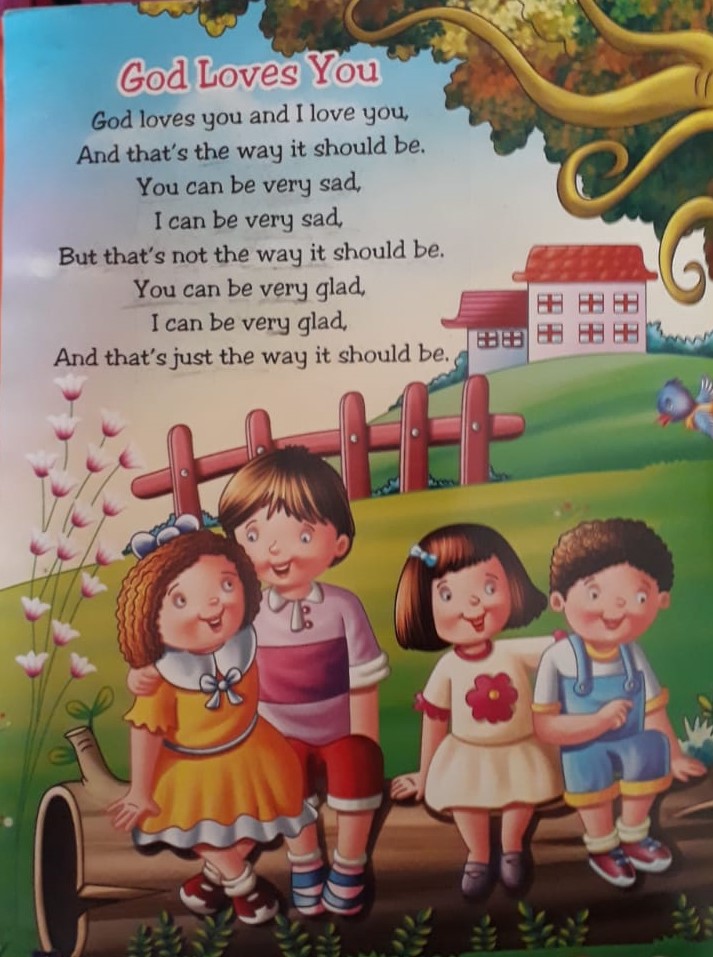 God Loves You
God loves you and I love you,
And that's the way it should be.
You can be very sad,
I can be very sad,
But that's not the way it should be.
You can be very glad,
I can be very glad,
And that's just the way it should be.